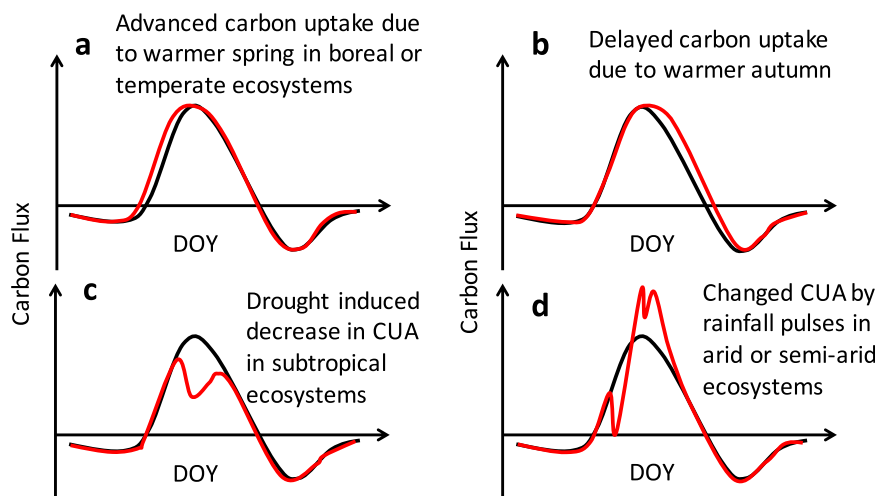 a
Advanced carbon uptake due
to warmer spring in boreal or
temperate ecosystems
DOY
b
Delayed carbon uptake
due to warmer autumn
DOY
Carbon Flux
Carbon Flux
c
Drought induced
decrease in CUA
in subtropical
ecosystems
DOY
d
Changed CUA by
rainfall pulses in
arid or semi-arid
ecosystems
DOY